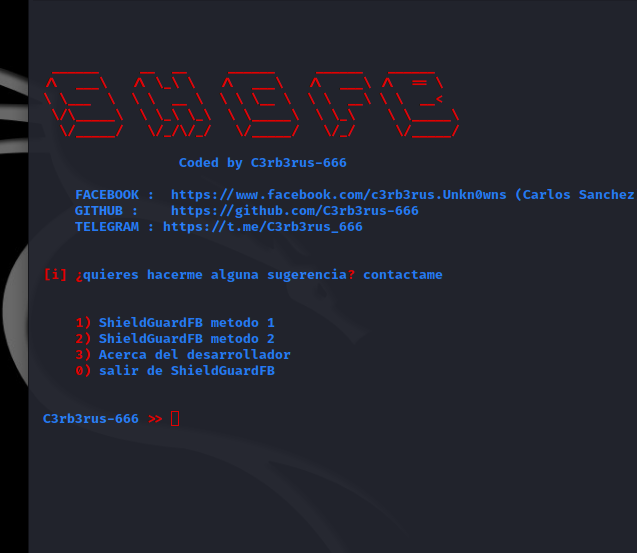 Coded by C3rb3rus-666
FACEBOOK : https://www.facebook.com/c3rb3rus.Unkn0wns (Carlos Sanchez
GITHUB : https://github.com/C3rb3rus-666
TELEGRAM : https://t.me/C3rb3rus_666
[i] ¿quieres hacerme alguna sugerencia? contactame
1) ShieldGuardFB metodo 1
2) ShieldGuardFB metodo 2
3) Acerca del desarrollador
0) salir de ShieldGuardFB
C3rb3rus-666 >>